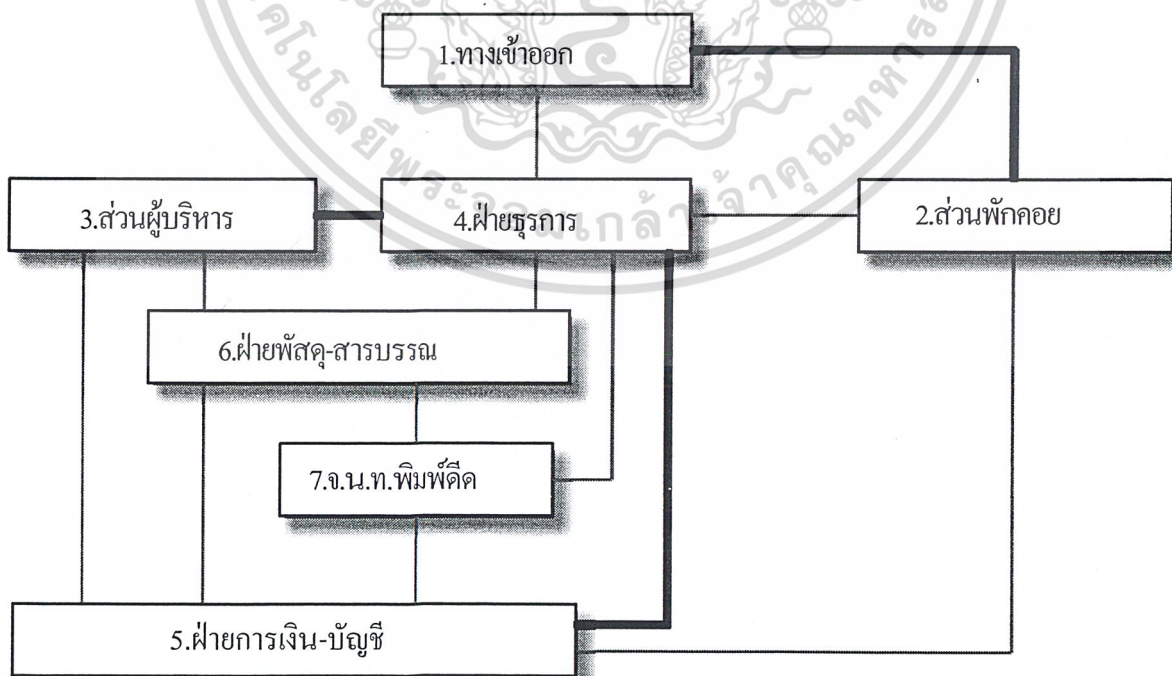 1.ทางเข้าออก
3.ส่วนผู้บริหาร
4.ฝ่ายธุรการ
2.ส่วนพักคอย
6.ฝ่ายพัสดุ-สารบรรณ
7.จ.น.ท.พิมพ์ดีด
5.ฝ่ายการเงิน-บัญชี